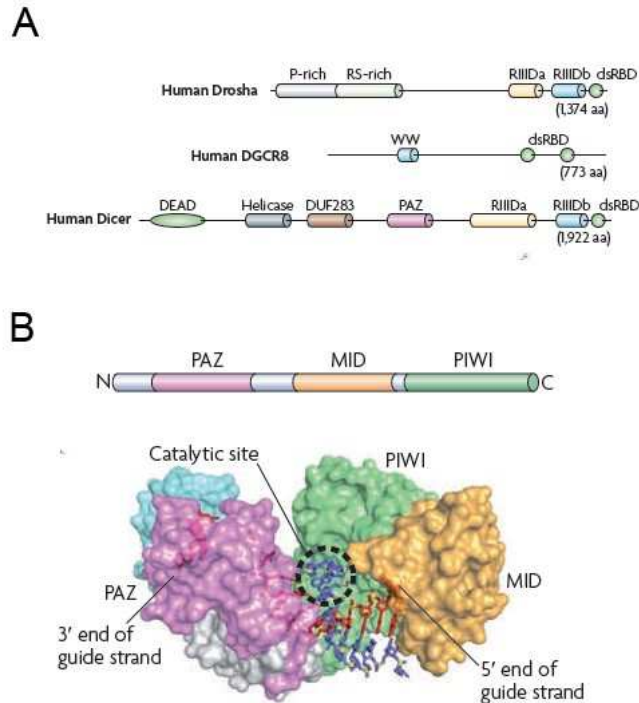 A
P-rich RS-rich RIIIDa RIIIDb dsRBD
Human Drosha
(1,374 aa)
WW dsRBD
Human DGCR8
(773 aa)
DEAD Helicase DUF283 PAZ RIIIDa RIIIDb dsRBD
Human Dicer
(1,922 aa)
B
PAZ MID PIWI
N C
Catalytic site
PIWI
PAZ
MID
3′ end of
guide strand
5′ end of
guide strand